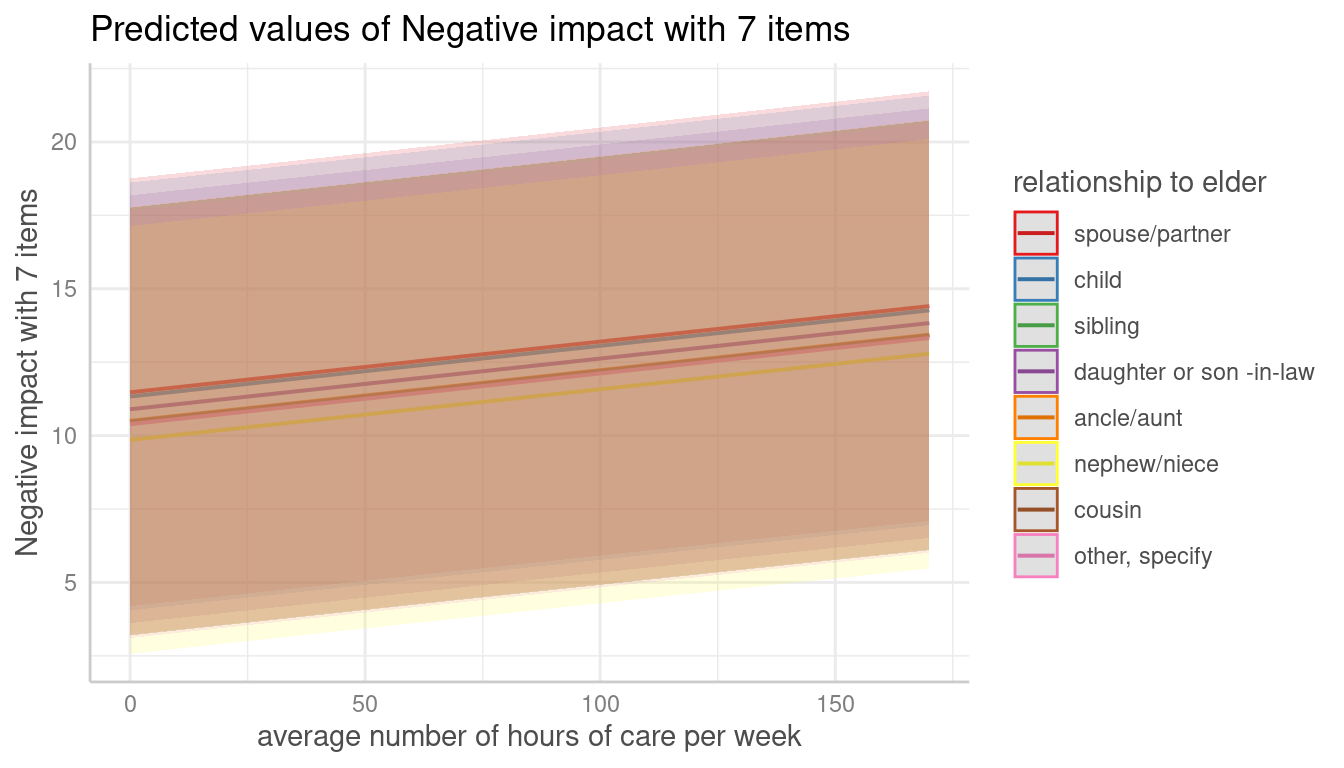 Predicted values of Negative impact with 7 items
Negative impact with 7 items
20
15
10
5
0
50
100
150
average number of hours of care per week
relationship to elder
spouse/partner
child
sibling
daughter or son -in-law
ancle/aunt
nephew/niece
cousin
other, specify